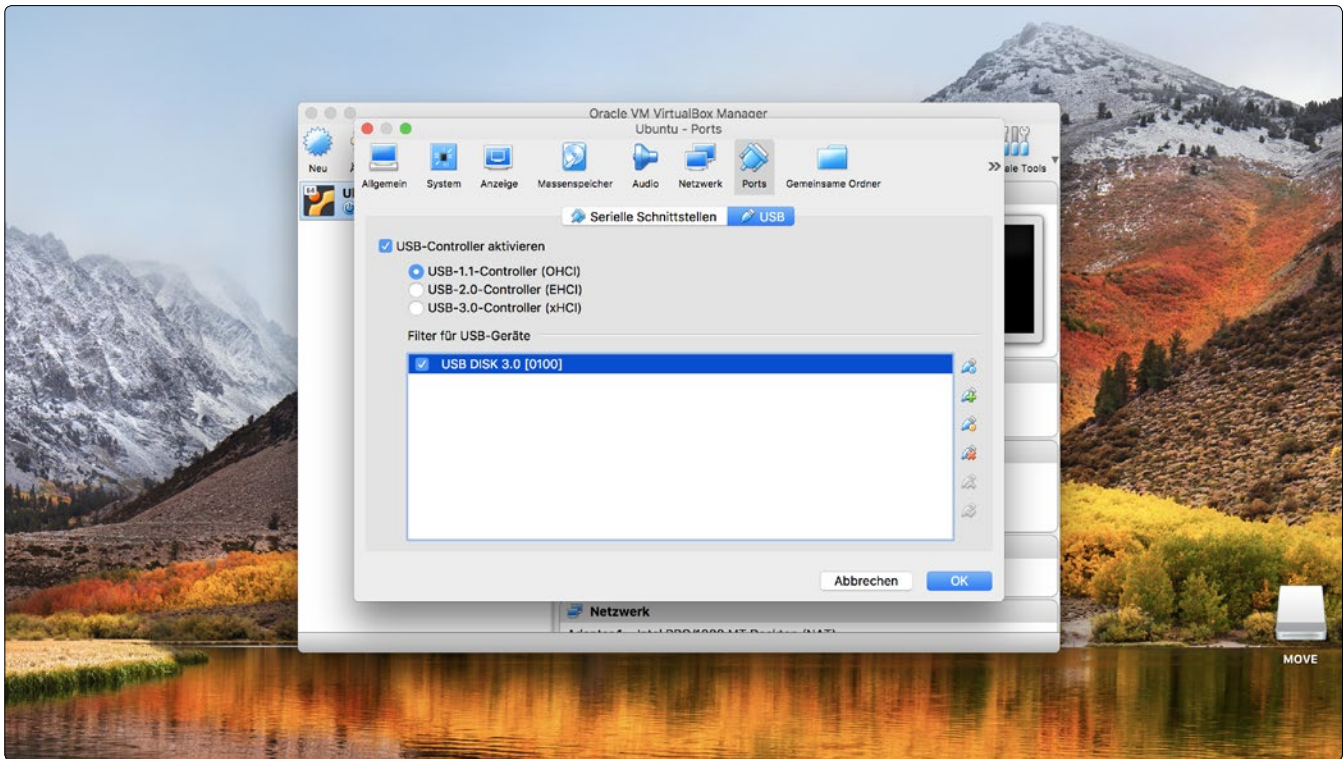 Oracle VM VirtualBox Manager
Ubuntu - Ports
Neu
Allgemein System Anzeige Massenspeicher Audio Netzwerk Ports Gemeinsame Ordner
Tools
64
Serielle Schnittstellen USB
USB-Controller aktivieren
USB-1.1-Controller (OHCI)
USB-2.0-Controller (EHCI)
USB-3.0-Controller (xHCI)
Filter für USB-Geräte
USB DISK 3.0 [0100]
Abbrechen OK
Netzwerk
MOVE